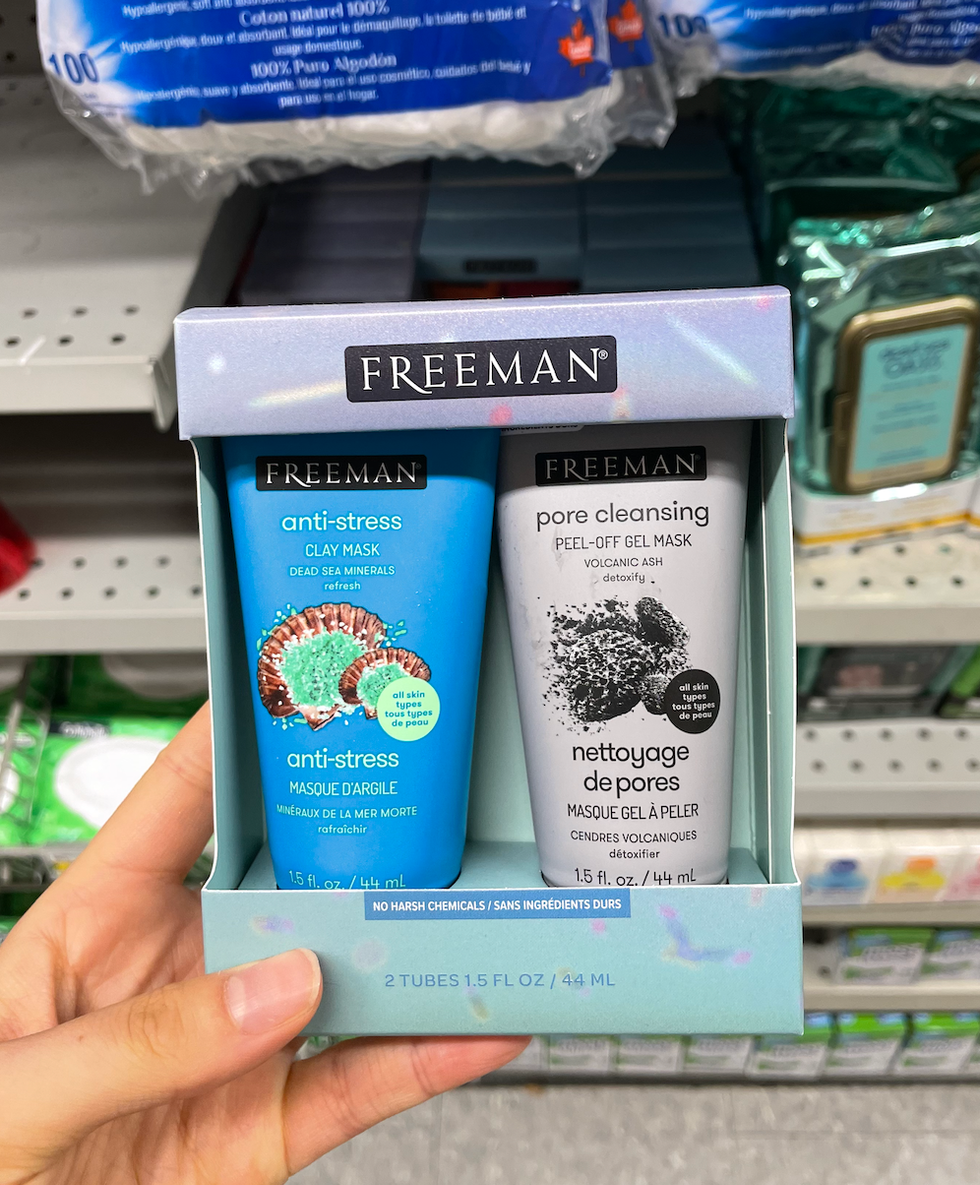 Coton naturel 100%
Hypoallergénique, doux et absorbant. Idéal pour le démaquillage, la toilette de bébé et
usage domestique.
100% Puro Algodón
Hypoalergénico, suave y absorbente. Ideal para el uso cosmético, cuidados del bebé y
para uso en el hogar.
100
100
FREEMAN®
FREEMAN
anti-stress
CLAY MASK
DEAD SEA MINERALS
refresh
all skin
types
tous types
de peau
anti-stress
MASQUE D'ARGILE
MINÉRAUX DE LA MER MORTE
rafraîchir
1.5 fl. oz. / 44 mL
FREEMAN
pore cleansing
PEEL-OFF GEL MASK
VOLCANIC ASH
detoxify
all skin
types
tous types
de peau
nettoyage
de pores
MASQUE GEL À PELER
CENDRES VOLCANIQUES
détoxifier
1.5 fl. oz. / 44 mL
NO HARSH CHEMICALS / SANS INGRÉDIENTS DURS
2 TUBES 1.5 FL OZ / 44 ML